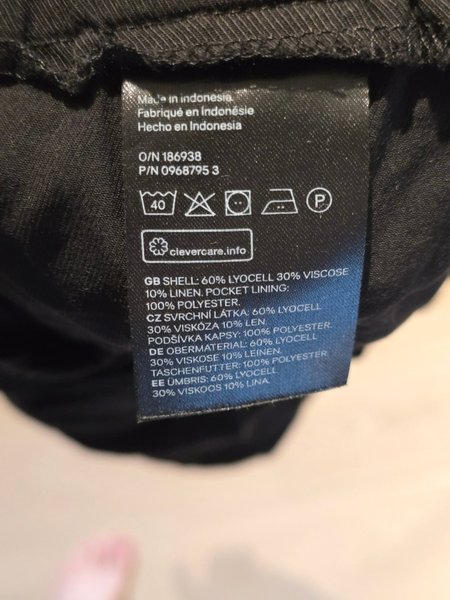 Made in Indonesia
Fabriqué en Indonésie
Hecho en Indonesia
O/N 186938
P/N 0968795 3
40 P
clevercare.info
GB SHELL: 60% LYOCELL 30% VISCOSE
10% LINEN. POCKET LINING:
100% POLYESTER.
CZ SVRCHNÍ LÁTKA: 60% LYOCELL
30% VISKÓZA 10% LEN.
PODŠÍVKA KAPSY: 100% POLYESTER.
DE OBERMATERIAL: 60% LYOCELL
30% VISKOSE 10% LEINEN.
TASCHENFUTTER: 100% POLYESTER
EE ÜMBRIS: 60% LYOCELL
30% VISKOOS 10% LINA.